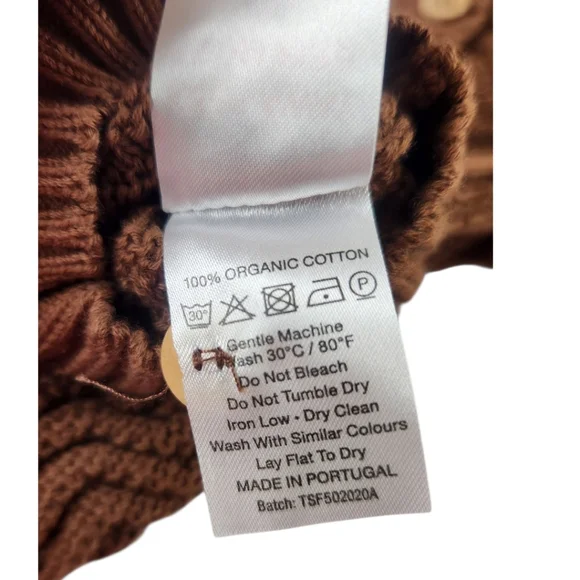 100% ORGANIC COTTON
30° P
Gentle Machine
Wash 30°C / 80°F
Do Not Bleach
Do Not Tumble Dry
Iron Low • Dry Clean
Wash With Similar Colours
Lay Flat To Dry
MADE IN PORTUGAL
Batch: TSF502020A